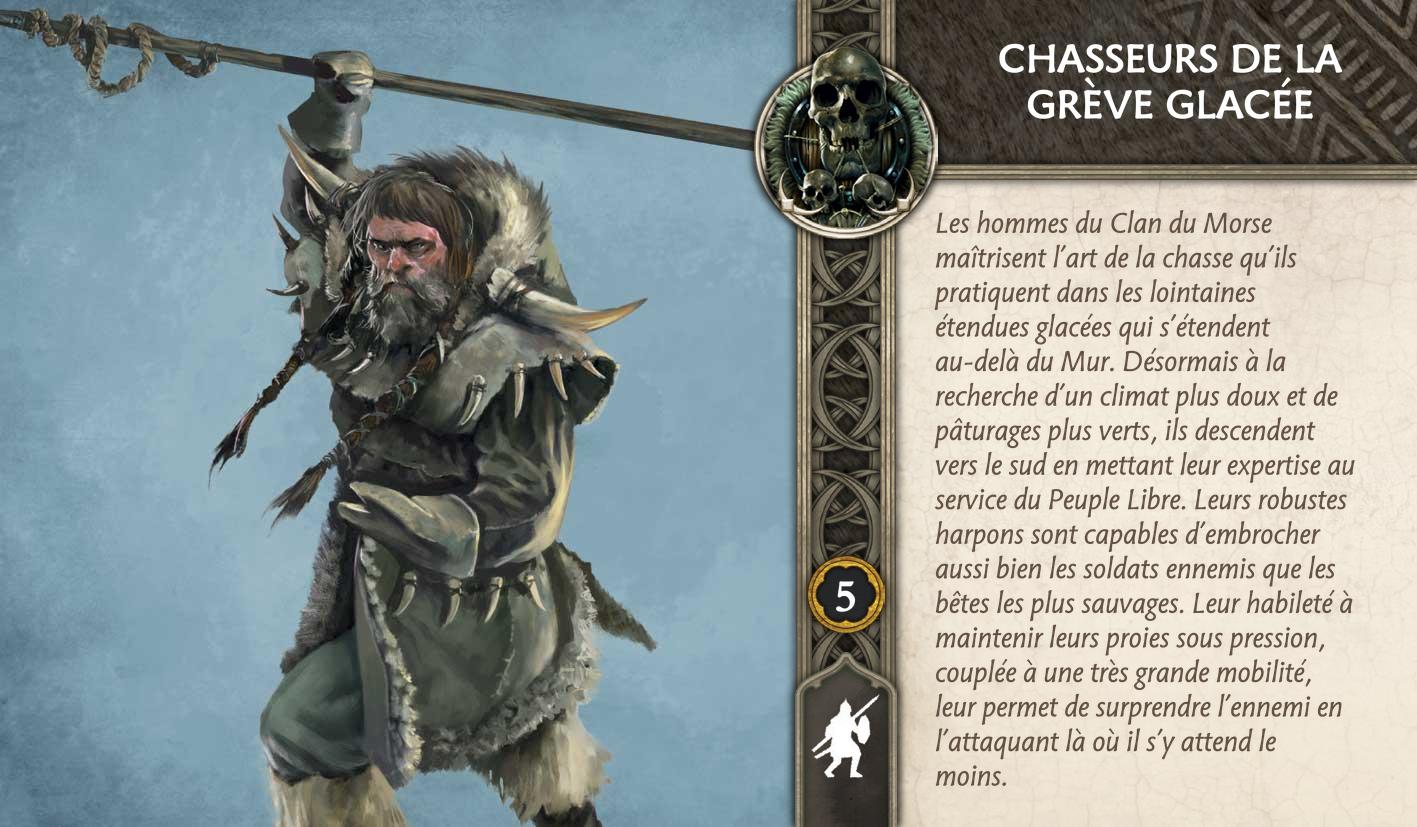 CHASSEURS DE LA
GRÈVE GLACÉE
Les hommes du Clan du Morse
maîtrisent l'art de la chasse qu'ils
pratiquent dans les lointaines
étendues glacées qui s'étendent
au-delà du Mur. Désormais à la
recherche d'un climat plus doux et de
pâturages plus verts, ils descendent
vers le sud en mettant leur expertise au
service du Peuple Libre. Leurs robustes
harpons sont capables d'embrocher
aussi bien les soldats ennemis que les
bêtes les plus sauvages. Leur habileté à
maintenir leurs proies sous pression,
couplée à une très grande mobilité,
leur permet de surprendre l'ennemi en
l'attaquant là où il s'y attend le
moins.
5